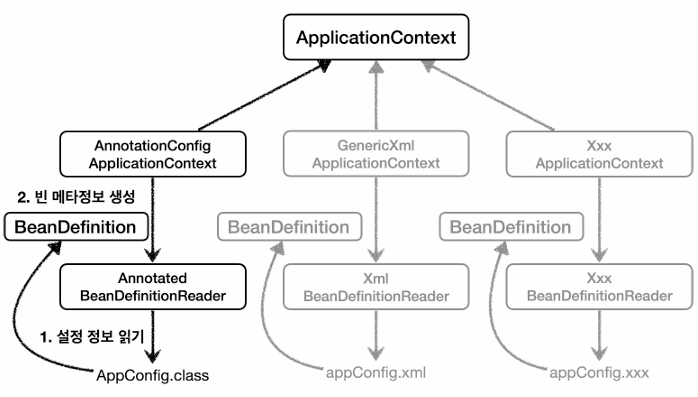 ApplicationContext
AnnotationConfig
ApplicationContext
GenericXml
ApplicationContext
Xxx
ApplicationContext
2. 빈 메타정보 생성
BeanDefinition
BeanDefinition
BeanDefinition
Annotated
BeanDefinitionReader
Xml
BeanDefinitionReader
Xxx
BeanDefinitionReader
1. 설정 정보 읽기
AppConfig.class
appConfig.xml
appConfig.xxx